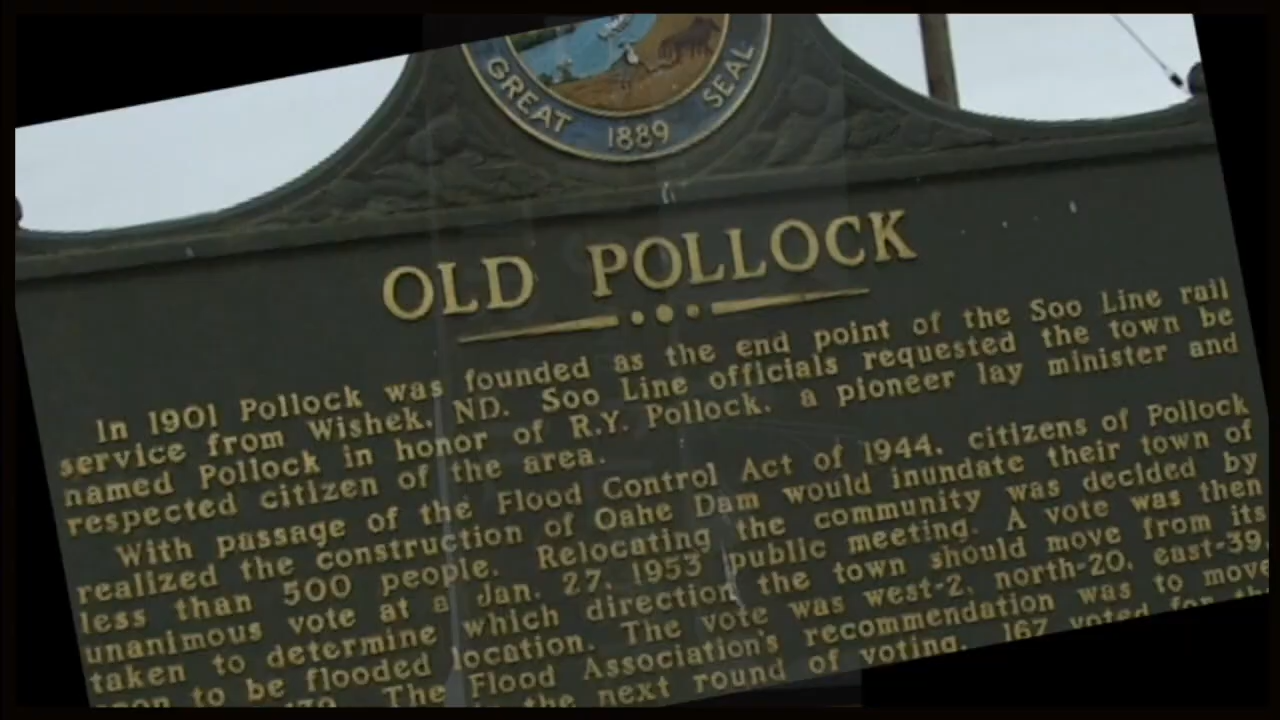 GREAT SEAL
1889
OLD POLLOCK
In 1901 Pollock was founded as the end point of the Soo Line rail
service from Wishek, ND. Soo Line officials requested the town be
named Pollock in honor of R.Y. Pollock, a pioneer lay minister and
respected citizen of the area.
With passage of the Flood Control Act of 1944, citizens of Pollock
realized the construction of Oahe Dam would inundate their town of
less than 500 people. Relocating the community was decided by
unanimous vote at a Jan. 27, 1953 public meeting. A vote was then
taken to determine which direction the town should move from its
soon to be flooded location. The vote was west-2, north-20, east-39,
The Flood Association's recommendation was to move
the next round of voting, 167 voted for